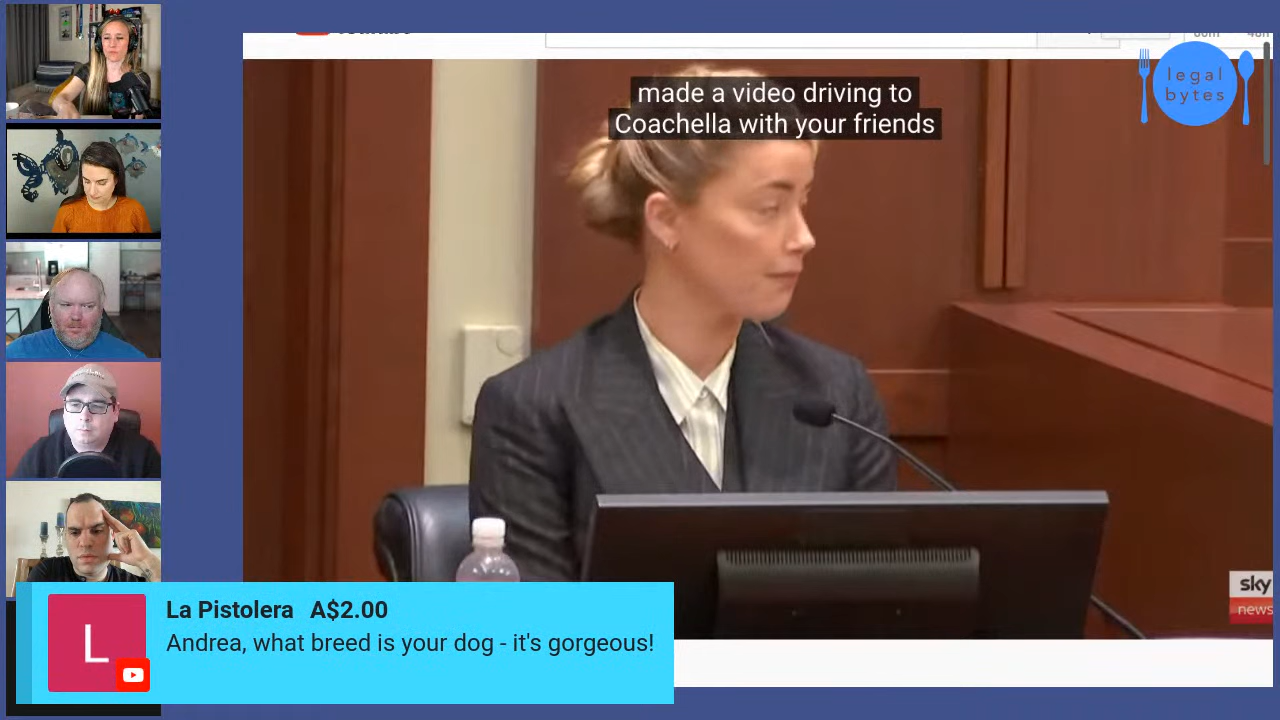 made a video driving to
Coachella with your friends
legal
bytes
sky
news
La Pistolera A$2.00
Andrea, what breed is your dog - it's gorgeous!
L